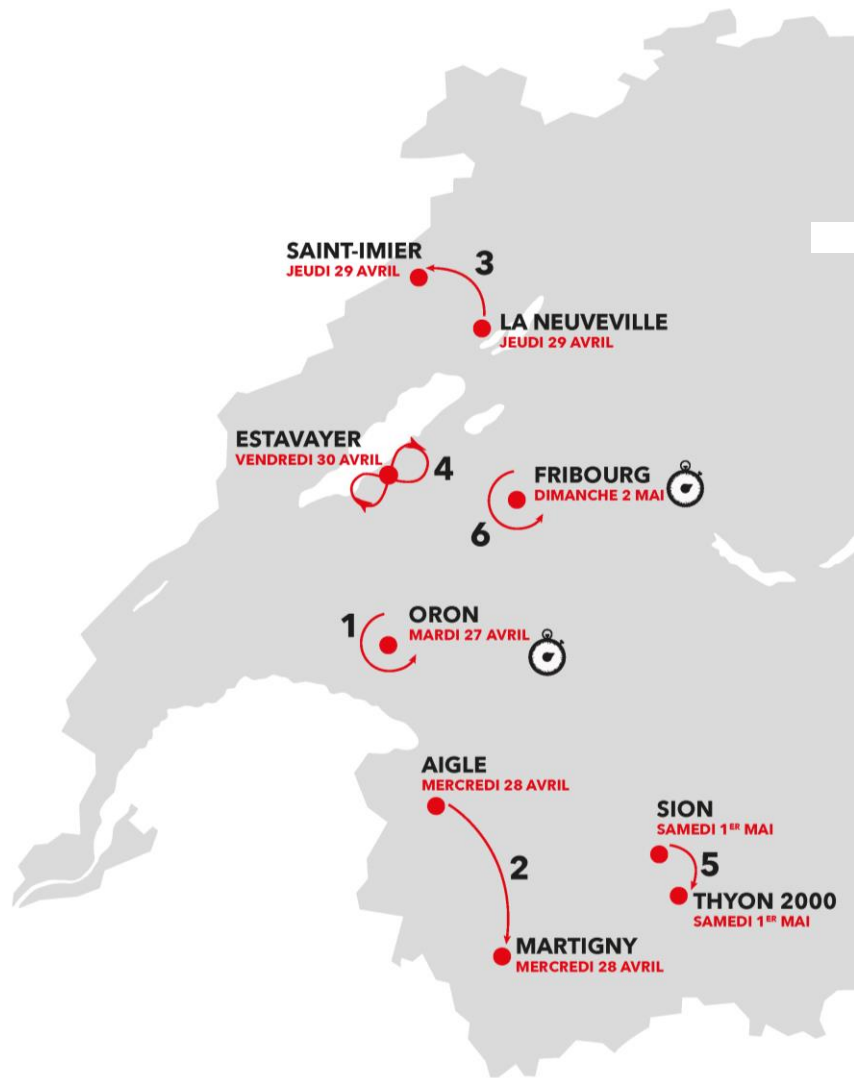 SAINT-IMIER
JEUDI 29 AVRIL
3
LA NEUVEVILLE
JEUDI 29 AVRIL
ESTAVAYER
VENDREDI 30 AVRIL
4
FRIBOURG
DIMANCHE 2 MAI
6
1
ORON
MARDI 27 AVRIL
AIGLE
MERCREDI 28 AVRIL
2
SION
SAMEDI 1ER MAI
5
THYON 2000
SAMEDI 1ER MAI
MARTIGNY
MERCREDI 28 AVRIL